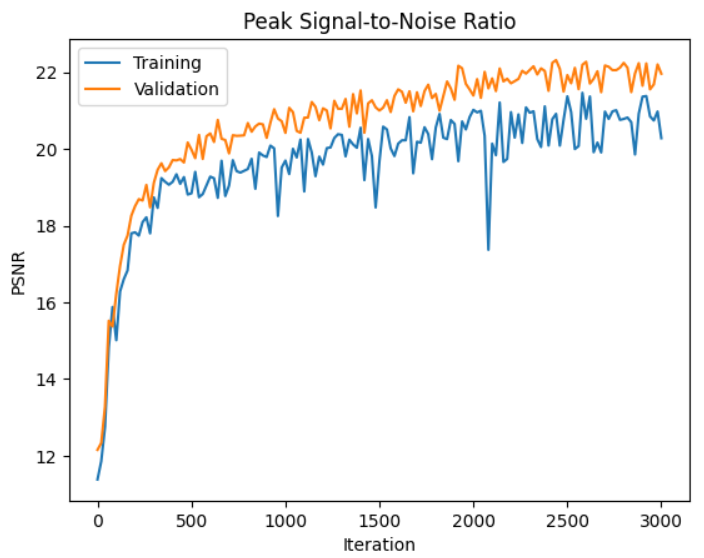 Peak Signal-to-Noise Ratio
Training
Validation
PSNR
22
20
18
16
14
12
0 500 1000 1500 2000 2500 3000
Iteration